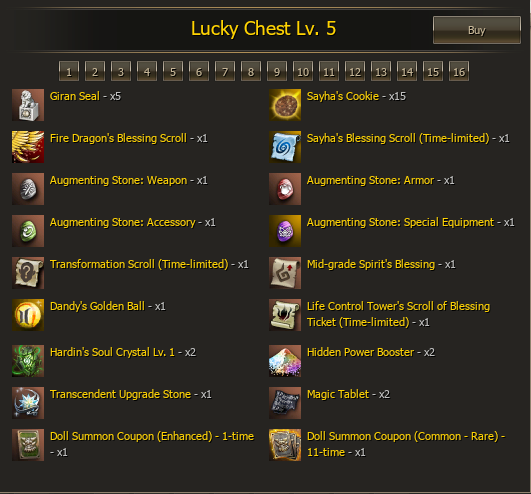 Lucky Chest Lv. 5
Buy
1 2 3 4 5 6 7 8 9 10 11 12 13 14 15 16
Giran Seal - x5
Sayha's Cookie - x15
Fire Dragon's Blessing Scroll - x1
Sayha's Blessing Scroll (Time-limited) - x1
Augmenting Stone: Weapon - x1
Augmenting Stone: Armor - x1
Augmenting Stone: Accessory - x1
Augmenting Stone: Special Equipment - x1
Transformation Scroll (Time-limited) - x1
Mid-grade Spirit's Blessing - x1
Dandy's Golden Ball - x1
Life Control Tower's Scroll of Blessing
Ticket (Time-limited) - x1
Hardin's Soul Crystal Lv. 1 - x2
Hidden Power Booster - x2
Transcendent Upgrade Stone - x1
Magic Tablet - x2
Doll Summon Coupon (Enhanced) - 1-time
- x1
Doll Summon Coupon (Common - Rare) -
11-time - x1